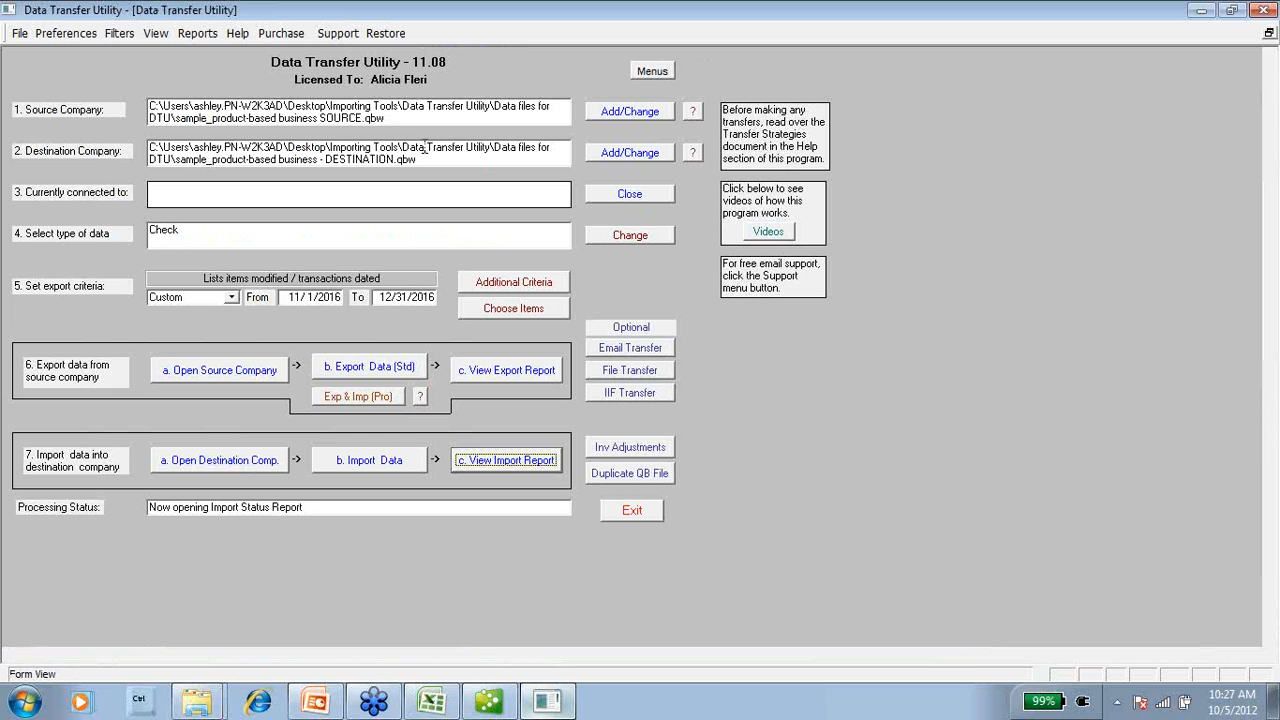 Data Transfer Utility - [Data Transfer Utility]
File Preferences Filters View Reports Help Purchase Support Restore
Data Transfer Utility - 11.08
Licensed To: Alicia Fleri
Menus
1. Source Company:
C:\Users\ashley.PN-W2K3AD\Desktop\Importing Tools\Data Transfer Utility\Data files for
DTU\sample_product-based business SOURCE.qbw
Add/Change ?
2. Destination Company:
C:\Users\ashley.PN-W2K3AD\Desktop\Importing Tools\Data Transfer Utility\Data files for
DTU\sample_product-based business - DESTINATION.qbw
Add/Change ?
3. Currently connected to:
Close
4. Select type of data
Check
Change
Before making any
transfers, read over the
Transfer Strategies
document in the Help
section of this program.
Click below to see
videos of how this
program works.
Videos
For free email support,
click the Support
menu button.
5. Set export criteria:
Lists items modified / transactions dated
Custom From 11/ 1/2016 To 12/31/2016
Additional Criteria
Choose Items
6. Export data from
source company
a. Open Source Company -> b. Export Data (Std) -> c. View Export Report
Exp & Imp (Pro) ?
Optional
Email Transfer
File Transfer
IIF Transfer
7. Import data into
destination company
a. Open Destination Comp. -> b. Import Data -> c. View Import Report
Inv Adjustments
Duplicate QB File
Processing Status:
Now opening Import Status Report
Exit
Form View
Ctrl
99%
10:27 AM
10/5/2012